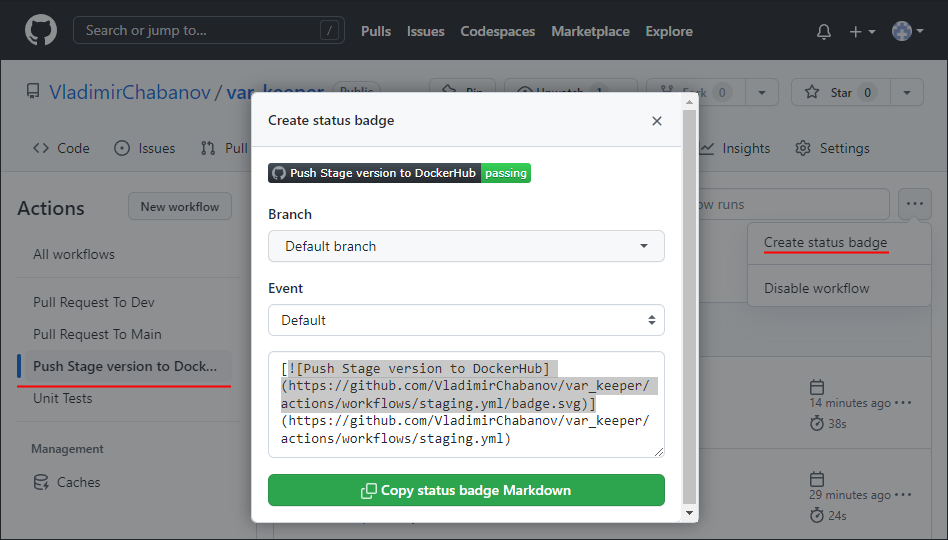 Search or jump to...
/
Pulls
Issues
Codespaces
Marketplace
Explore
VladimirChabanov / var_keeper
Public
Pin
Unwatch 1
Fork 0
Star 0
Code
Issues
Pull
Insights
Settings
Actions
New workflow
All workflows
Pull Request To Dev
Pull Request To Main
Push Stage version to Dock...
Unit Tests
Management
Caches
Create status badge
Push Stage version to DockerHub passing
Branch
Default branch
Event
Default
[![Push Stage version to DockerHub]
(https://github.com/VladimirChabanov/var_keeper/
actions/workflows/staging.yml/badge.svg)]
(https://github.com/VladimirChabanov/var_keeper/
actions/workflows/staging.yml)
Copy status badge Markdown
runs
Create status badge
Disable workflow
14 minutes ago
38s
29 minutes ago
24s